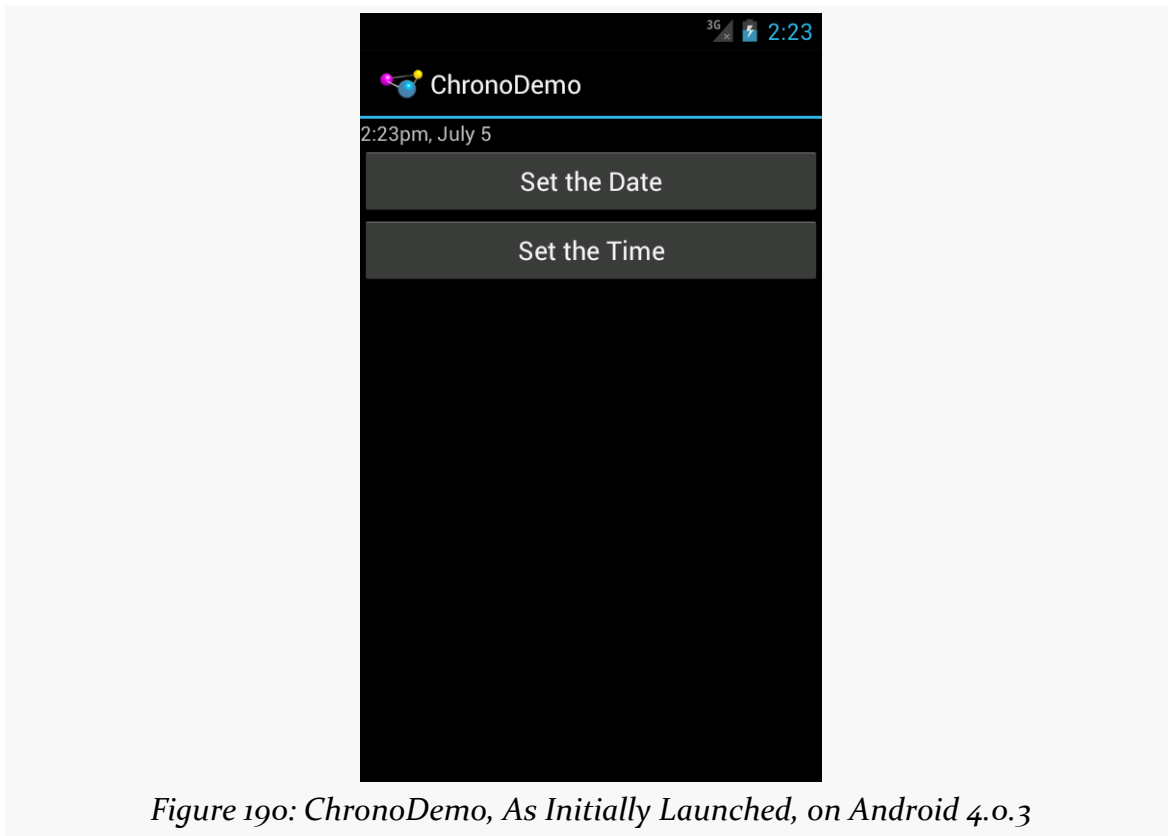 3G 2:23
ChronoDemo
2:23pm, July 5
Set the Date
Set the Time
Figure 190: ChronoDemo, As Initially Launched, on Android 4.0.3